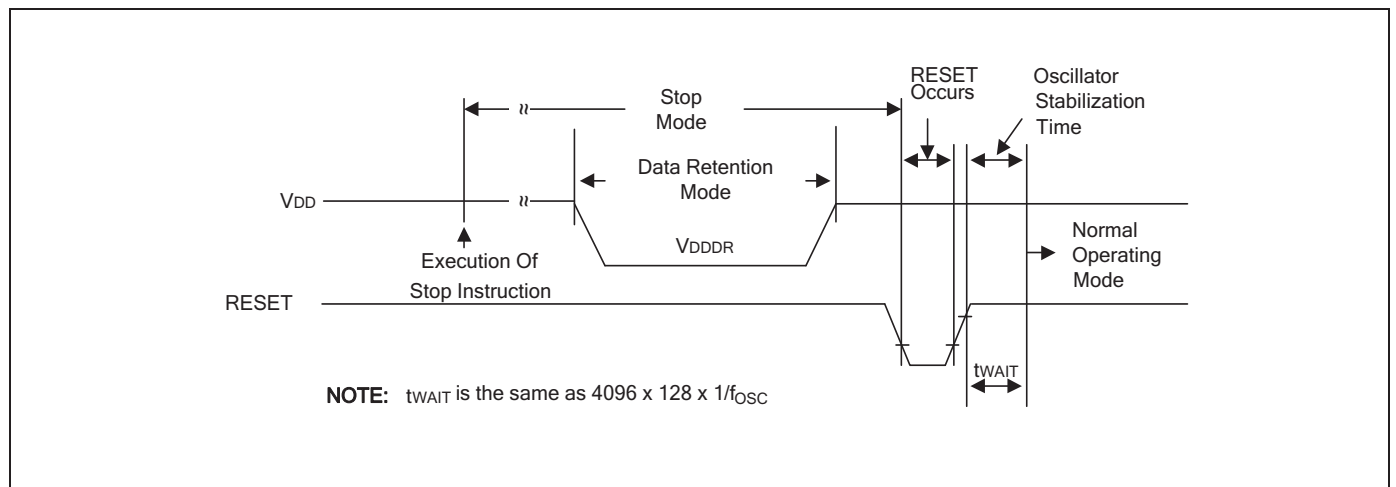 RESET
Occurs
Oscillator
Stabilization
Time
Stop
Mode
≈
Data Retention
Mode
VDD
≈
VDDDR
Execution Of
Stop Instruction
Normal
Operating
Mode
RESET
tWAIT
NOTE: tWAIT is the same as 4096 x 128 x 1/fOSC